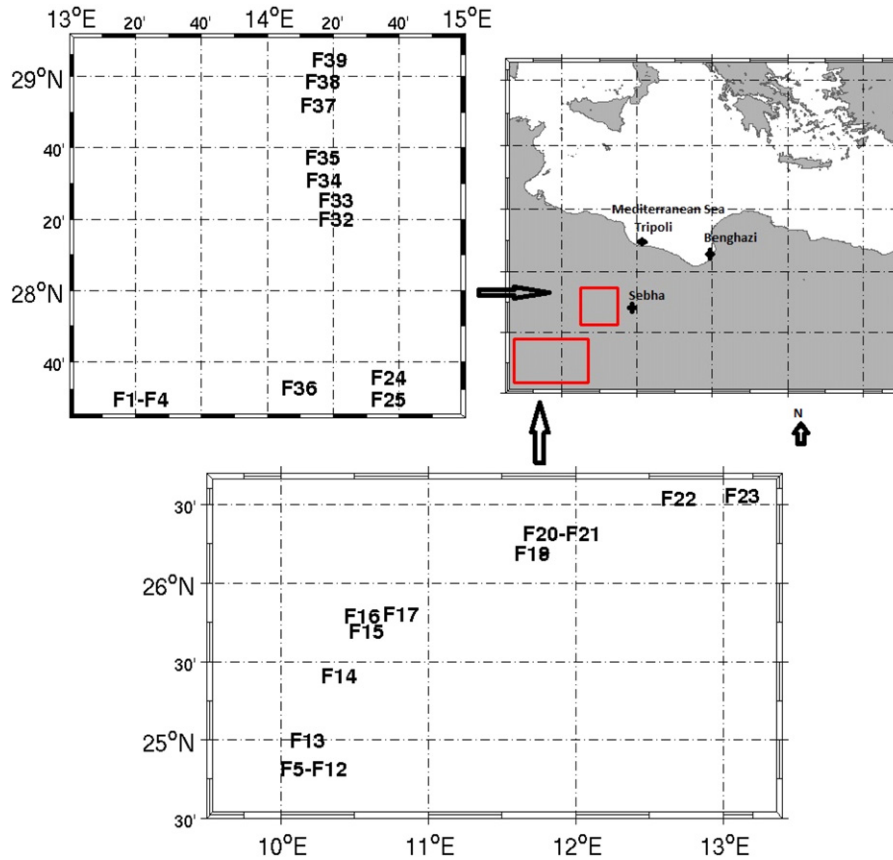 13°E 20' 40' 14°E 20' 40' 15°E
F39
29°N
F38
F37
40'
F35
F34
F33
20'
F32
28°N
40'
F24
F36
F1-F4
F25
Mediterranean Sea
Tripoli
Benghazi
Sebha
N
F22 F23
30'
F20-F21
26°N
F16 F17
F15
30'
F14
25°N
F13
F5-F12
30'
10°E 11°E 12°E 13°E